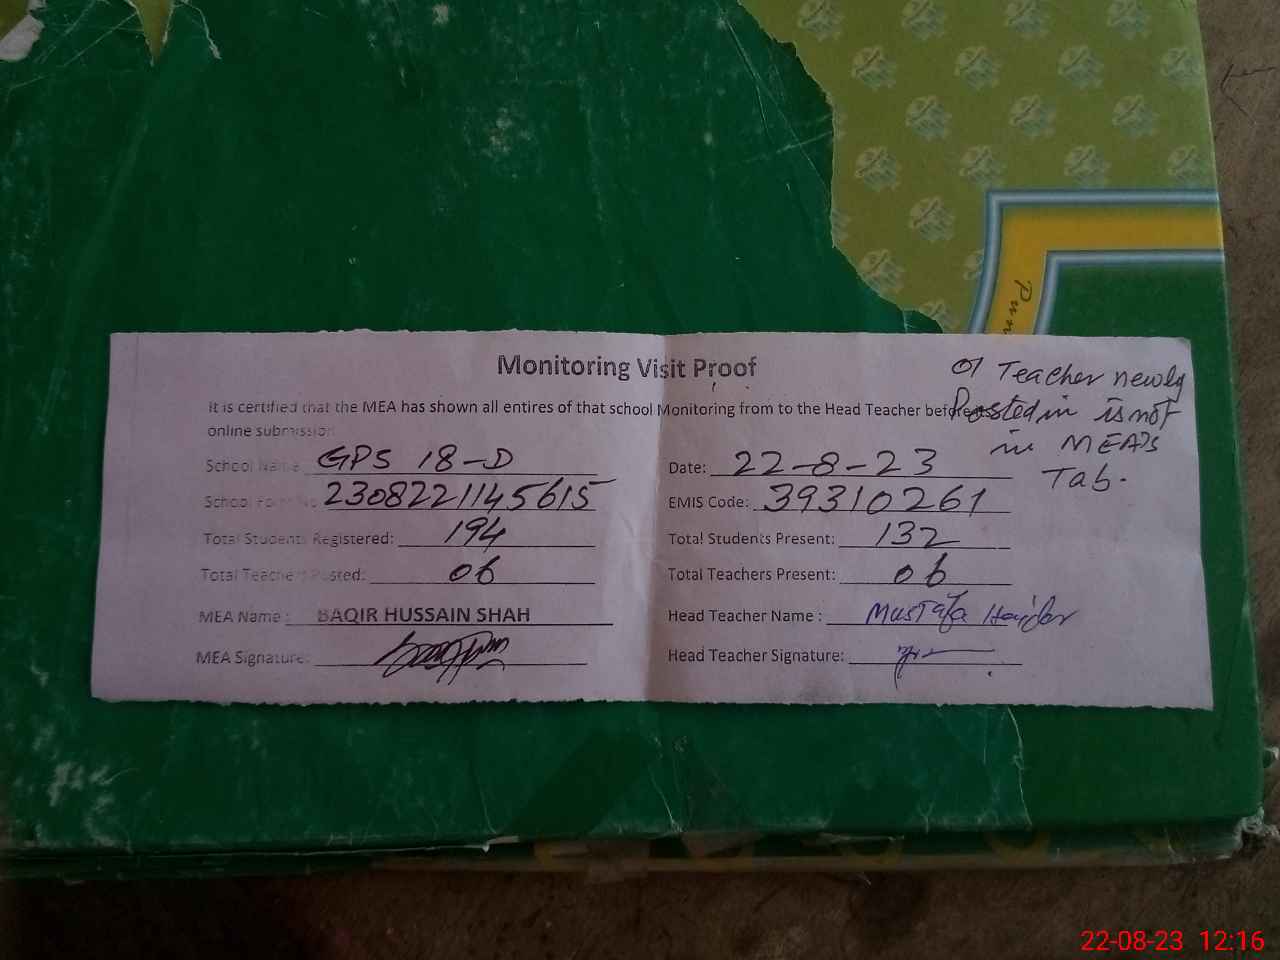 Monitoring Visit Proof
01 Teacher newly
Posted in is not
in MEA's
Tab.
It is certified that the MEA has shown all entires of that school Monitoring from to the Head Teacher before
online submission
School Name GPS 18-D
Date: 22-8-23
School Form No 2308221145615
EMIS Code: 39310261
Total Students Registered: 194
Total Students Present: 132
Total Teachers Posted: 06
Total Teachers Present: 06
MEA Name : BAQIR HUSSAIN SHAH
Head Teacher Name : Mustafa Haider
MEA Signature:
Head Teacher Signature:
22-08-23 12:16